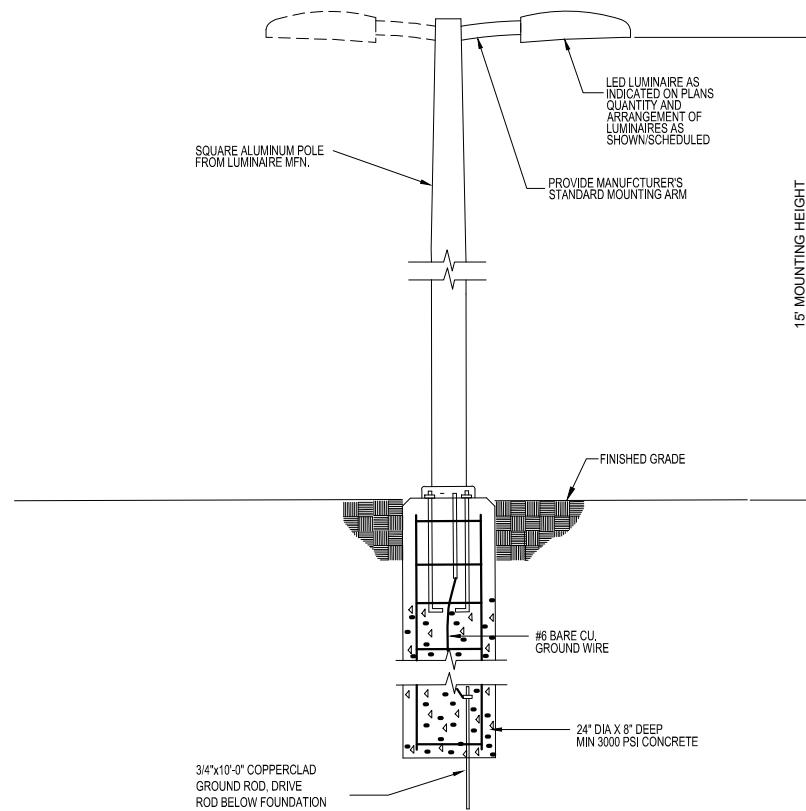 LED LUMINAIRE AS
INDICATED ON PLANS
QUANTITY AND
ARRANGEMENT OF
LUMINAIRES AS
SHOWN/SCHEDULED
SQUARE ALUMINUM POLE
FROM LUMINAIRE MFN.
PROVIDE MANUFCTURER'S
STANDARD MOUNTING ARM
15' MOUNTING HEIGHT
FINISHED GRADE
#6 BARE CU.
GROUND WIRE
24" DIA X 8" DEEP
MIN 3000 PSI CONCRETE
3/4"x10'-0" COPPERCLAD
GROUND ROD, DRIVE
ROD BELOW FOUNDATION